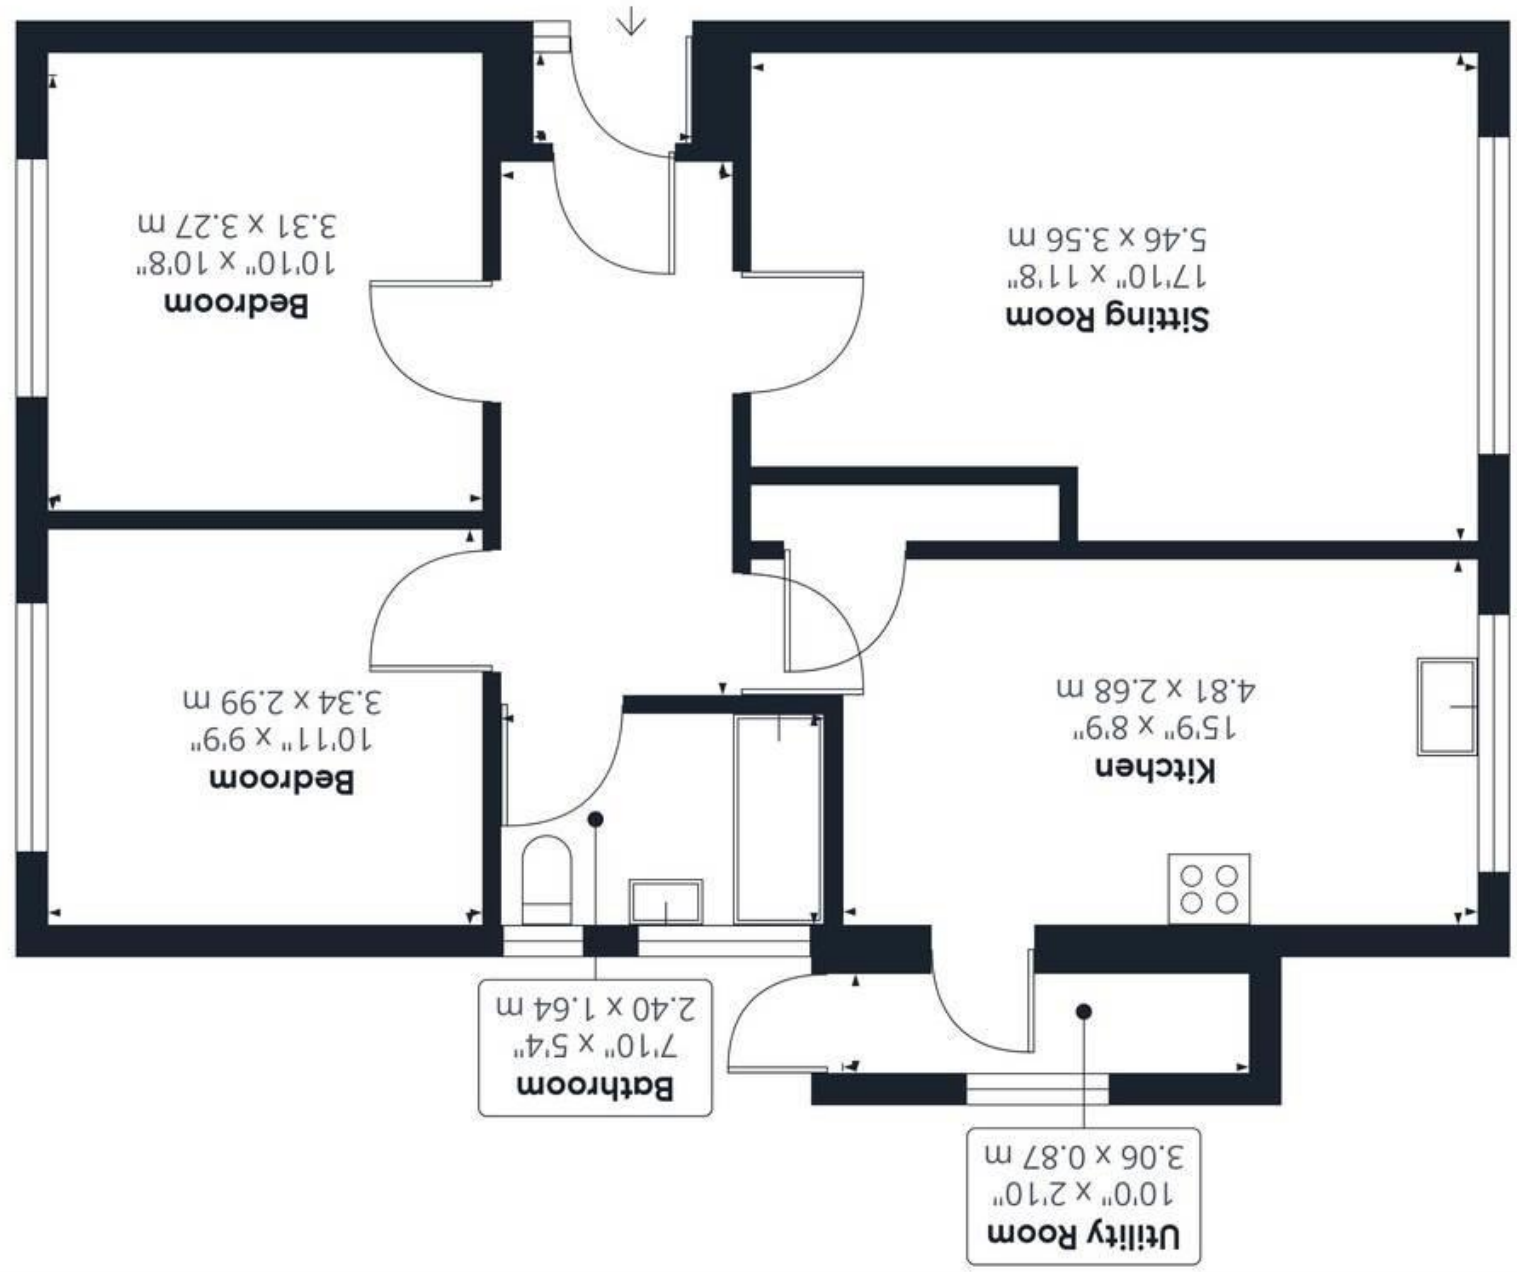 Utility Room
10'0" x 2'10"
3.06 x 0.87 m
Bathroom
7'10" x 5'4"
2.40 x 1.64 m
Kitchen
15'9" x 8'9"
4.81 x 2.68 m
Bedroom
10'11" x 9'9"
3.34 x 2.99 m
Sitting Room
17'10" x 11'8"
5.46 x 3.56 m
Bedroom
10'10" x 10'8"
3.31 x 3.27 m